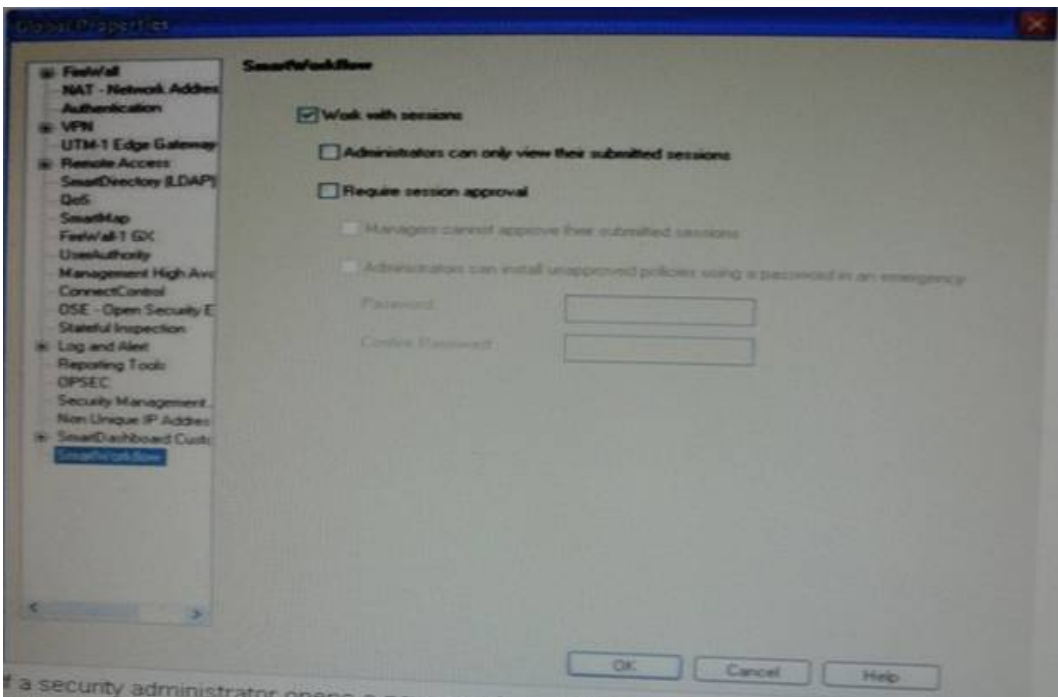 Global Properties
FireWall
NAT - Network Addres
Authentication
VPN
UTM-1 Edge Gateway
Remote Access
SmartDirectory (LDAP)
QoS
SmartMap
FireWall-1 GX
UserAuthority
Management High Ava
ConnectControl
OSE - Open Security E
Stateful Inspection
Log and Alert
Reporting Tools
OPSEC
Security Management
Non Unique IP Addres
SmartDashboard Custo
SmartWorkflow
SmartWorkflow
Work with sessions
Administrators can only view their submitted sessions
Require session approval
Managers cannot approve their submitted sessions
Administrators can install unapproved policies using a password in an emergency
Password:
Confirm Password:
OK
Cancel
Help
a security administrator opens a